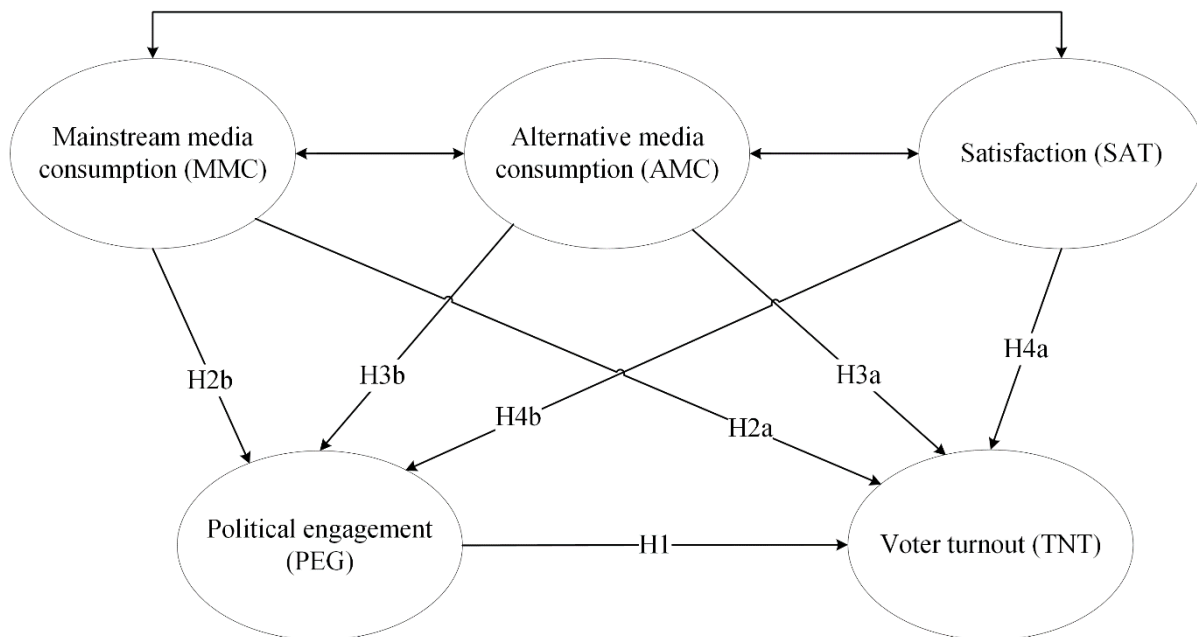 Mainstream media
consumption (MMC)
Alternative media
consumption (AMC)
Satisfaction (SAT)
H2b
H3b
H4b
H2a
H3a
H4a
Political engagement
(PEG)
H1
Voter turnout (TNT)